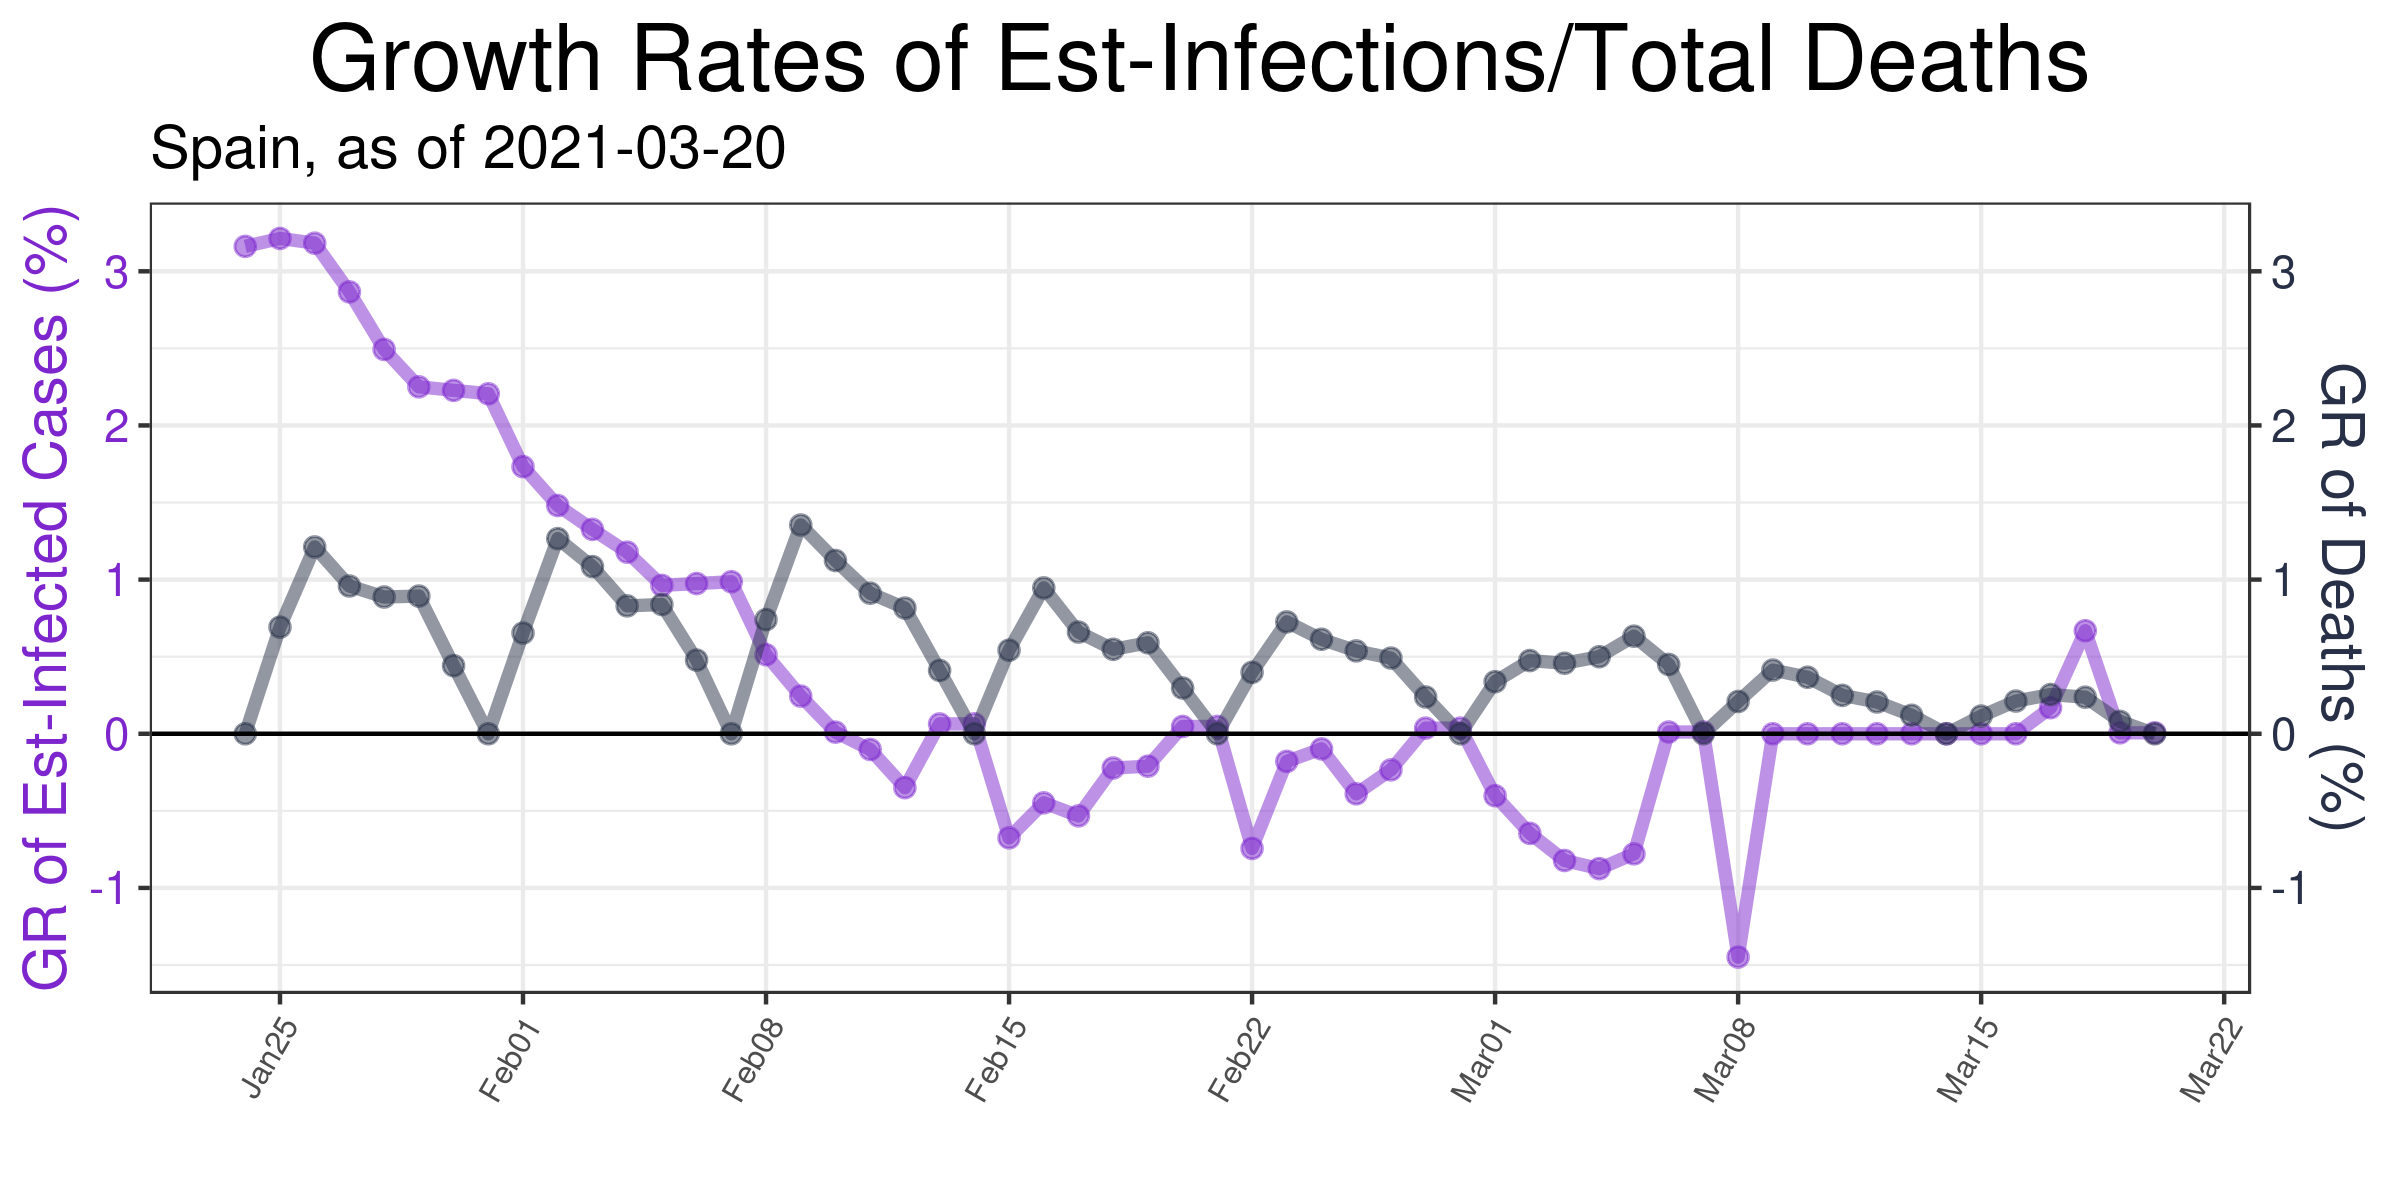 Growth Rates of Est-Infections/Total Deaths
Spain, as of 2021-03-20
GR of Est-Infected Cases (%)
3
2
1
0
-1
3
2
1
0
-1
GR of Deaths (%)
Jan25
Feb01
Feb08
Feb15
Feb22
Mar01
Mar08
Mar15
Mar22